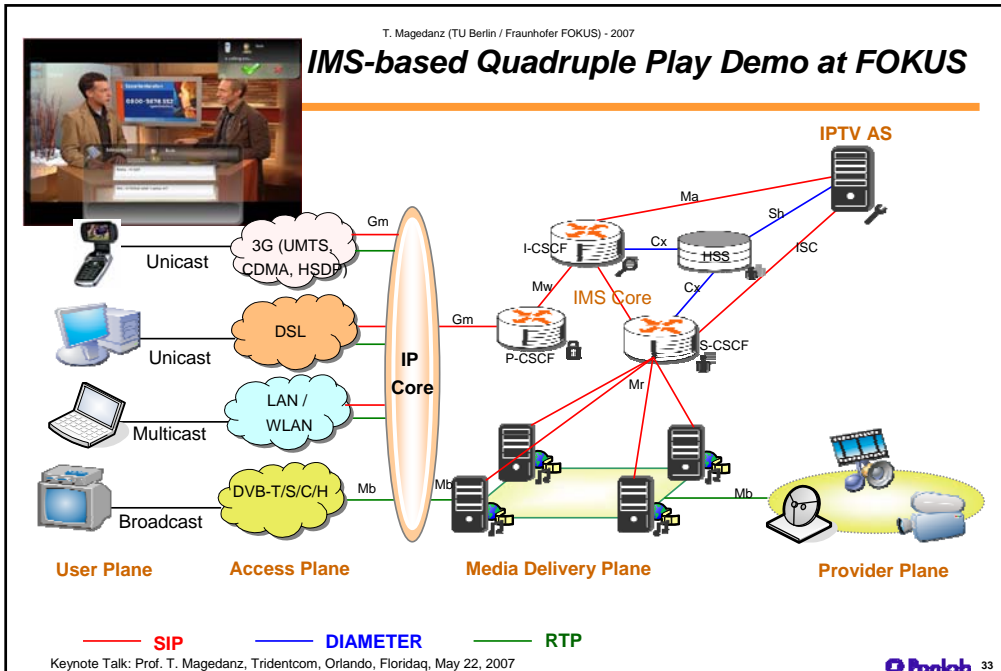 T. Magedanz (TU Berlin / Fraunhofer FOKUS) - 2007
IMS-based Quadruple Play Demo at FOKUS
0800-5878 552
IPTV AS
Ma
Sh
Gm
3G (UMTS,
CDMA, HSDP)
Unicast
I-CSCF
Cx
HSS
ISC
Cx
Mw
IMS Core
Gm
DSL
P-CSCF
S-CSCF
Unicast
IP
Core
Mr
LAN /
WLAN
Multicast
DVB-T/S/C/H
Mb
Mb
Mb
Broadcast
User Plane
Access Plane
Media Delivery Plane
Provider Plane
SIP
DIAMETER
RTP
Keynote Talk: Prof. T. Magedanz, Tridentcom, Orlando, Floridaq, May 22, 2007
33